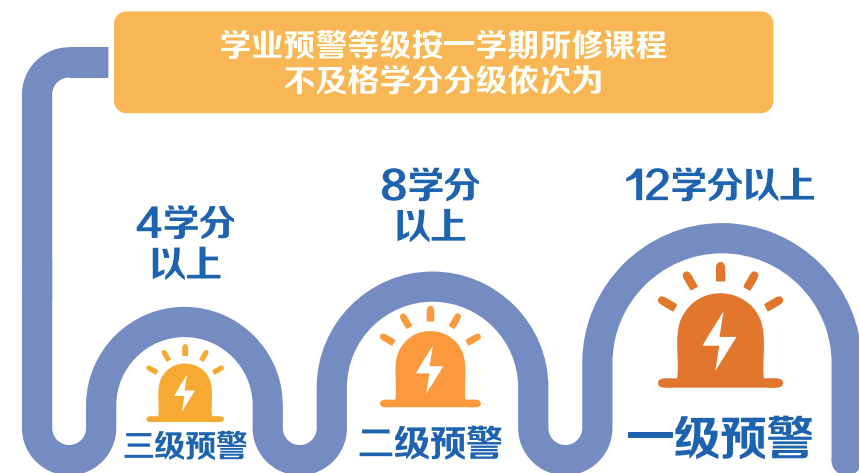 学业预警等级按一学期所修课程
不及格学分分级依次为
4学分
以上
三级预警
8学分
以上
二级预警
12学分以上
一级预警